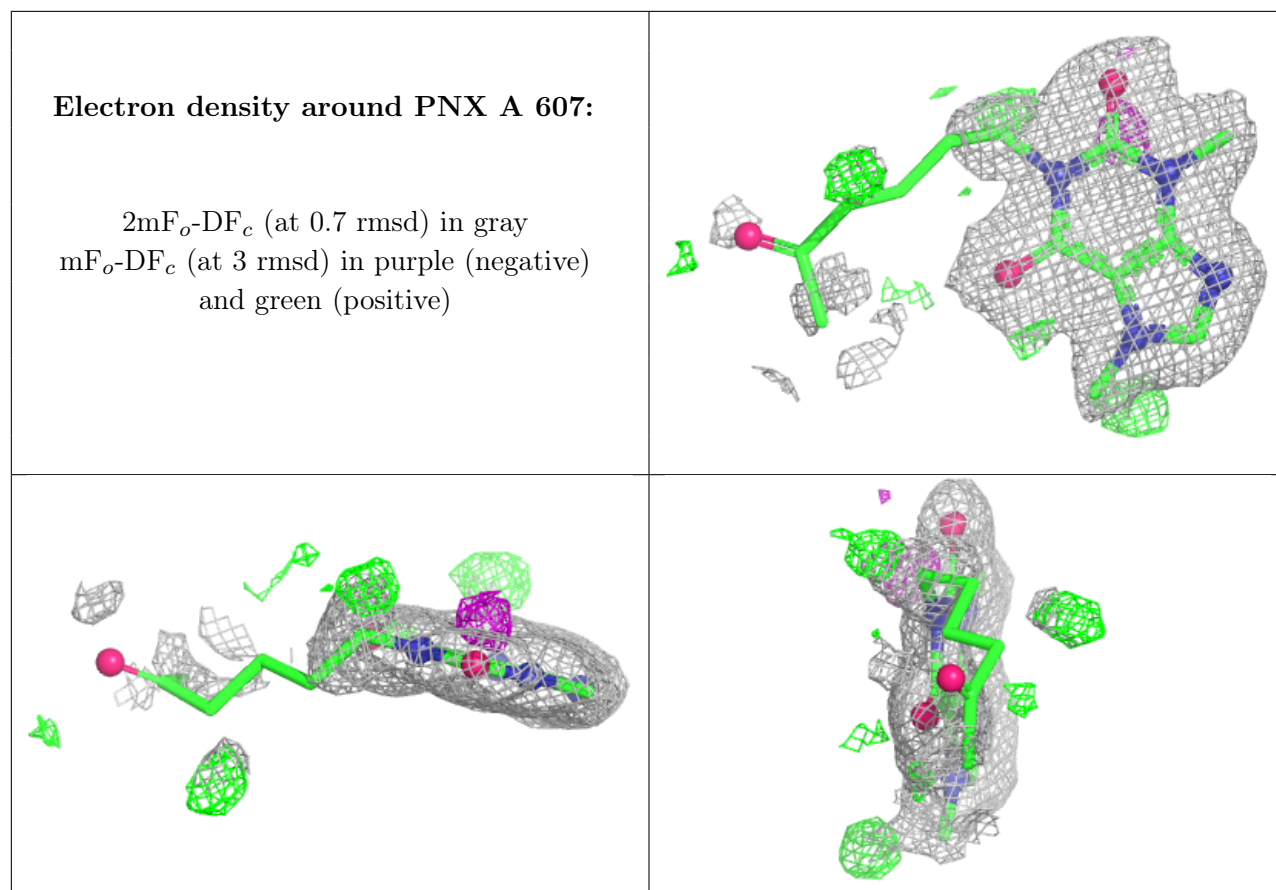 Electron density around PNX A 607:
2mFo-DFc (at 0.7 rmsd) in gray
mFo-DFc (at 3 rmsd) in purple (negative)
and green (positive)